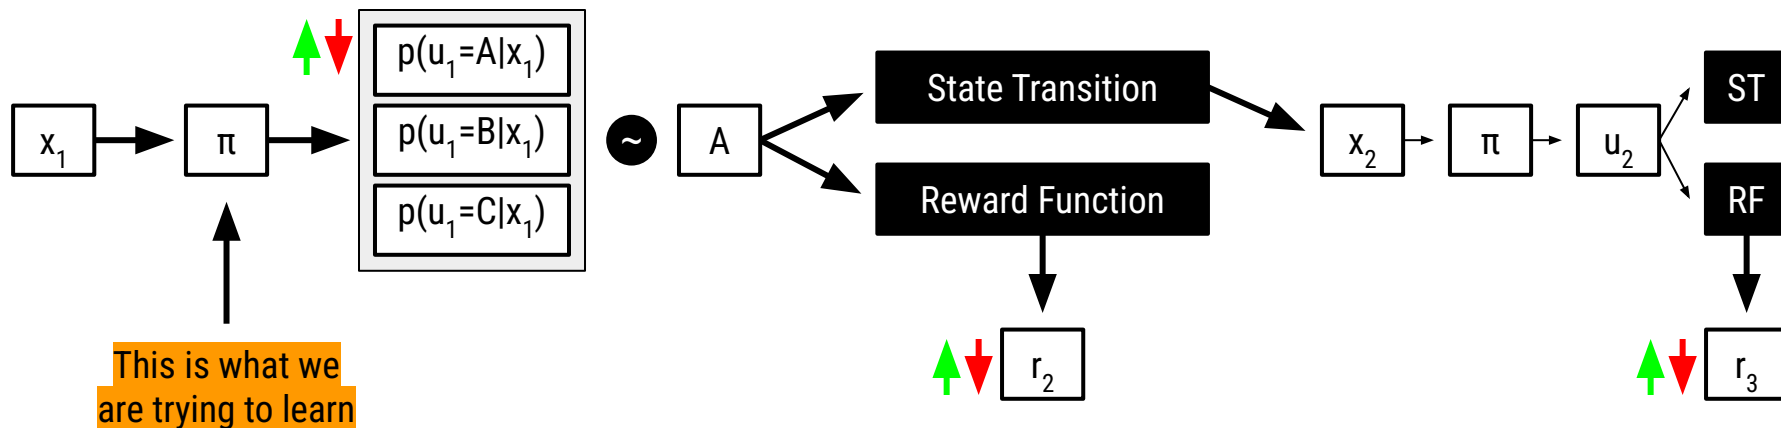 x₁
π
p(u₁=A|x₁)
p(u₁=B|x₁)
p(u₁=C|x₁)
~
A
State Transition
Reward Function
r₂
x₂
π
u₂
ST
RF
r₃
This is what we
are trying to learn